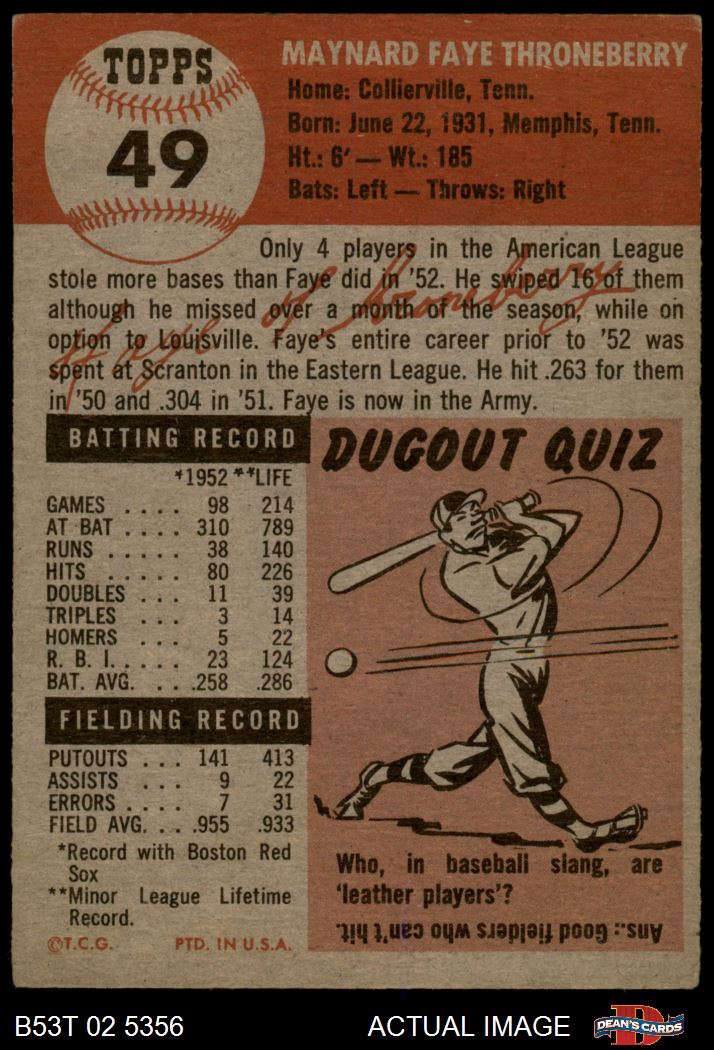 TOPPS
49
MAYNARD FAYE THRONEBERRY
Home: Collierville, Tenn.
Born: June 22, 1931, Memphis, Tenn.
Ht.: 6' — Wt.: 185
Bats: Left — Throws: Right
Only 4 players in the American League
stole more bases than Faye did in '52. He swiped 16 of them
although he missed over a month of the season, while on
option to Louisville. Faye's entire career prior to '52 was
spent at Scranton in the Eastern League. He hit .263 for them
in '50 and .304 in '51. Faye is now in the Army.
Faye Throneberry
BATTING RECORD
*1952 **LIFE
GAMES .... 98 214
AT BAT .... 310 789
RUNS ..... 38 140
HITS ..... 80 226
DOUBLES ... 11 39
TRIPLES ... 3 14
HOMERS ... 5 22
R. B. I. .... 23 124
BAT. AVG. ... .258 .286
FIELDING RECORD
PUTOUTS ... 141 413
ASSISTS ... 9 22
ERRORS .... 7 31
FIELD AVG. ... .955 .933
*Record with Boston Red
Sox
**Minor League Lifetime
Record.
©T.C.G. PTD. IN U.S.A.
DUGOUT QUIZ
Who, in baseball slang, are
'leather players'?
Ans.: Good fielders who can't hit.
B53T 02 5356
ACTUAL IMAGE
D
DEAN'S CARDS